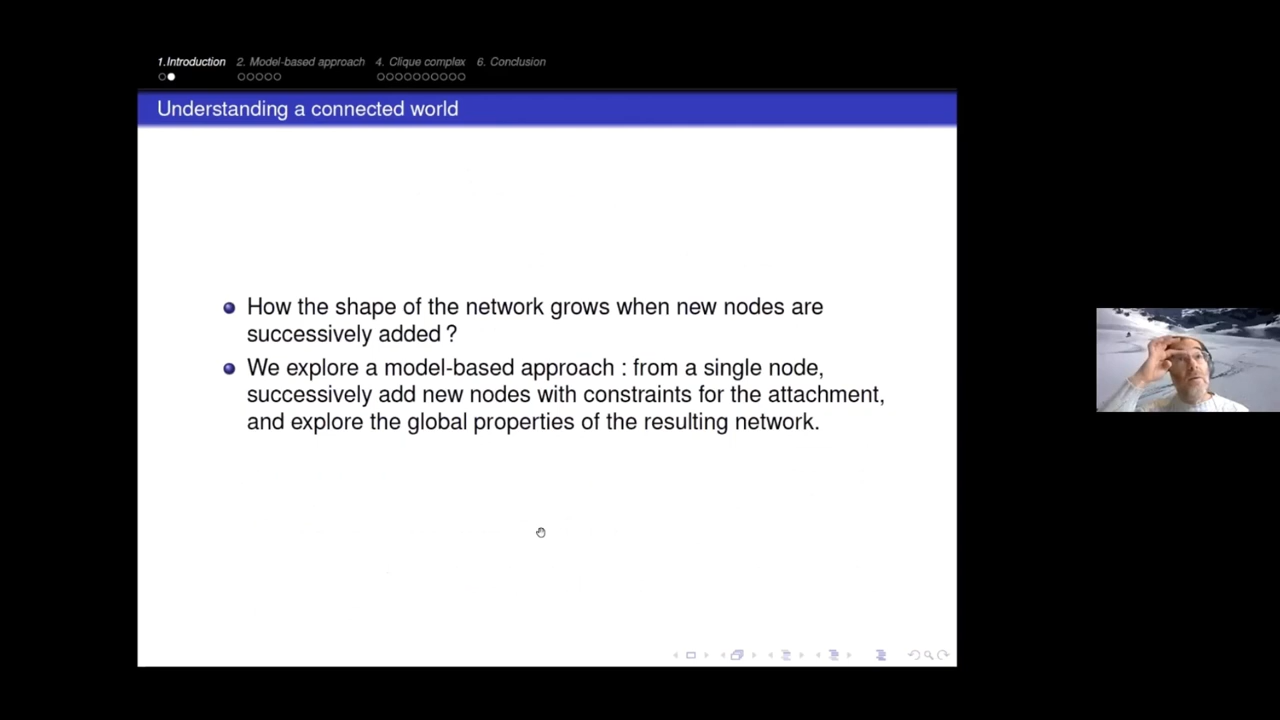 1.Introduction 2. Model-based approach 4. Clique complex 6. Conclusion
Understanding a connected world
How the shape of the network grows when new nodes are
successively added ?
We explore a model-based approach : from a single node,
successively add new nodes with constraints for the attachment,
and explore the global properties of the resulting network.